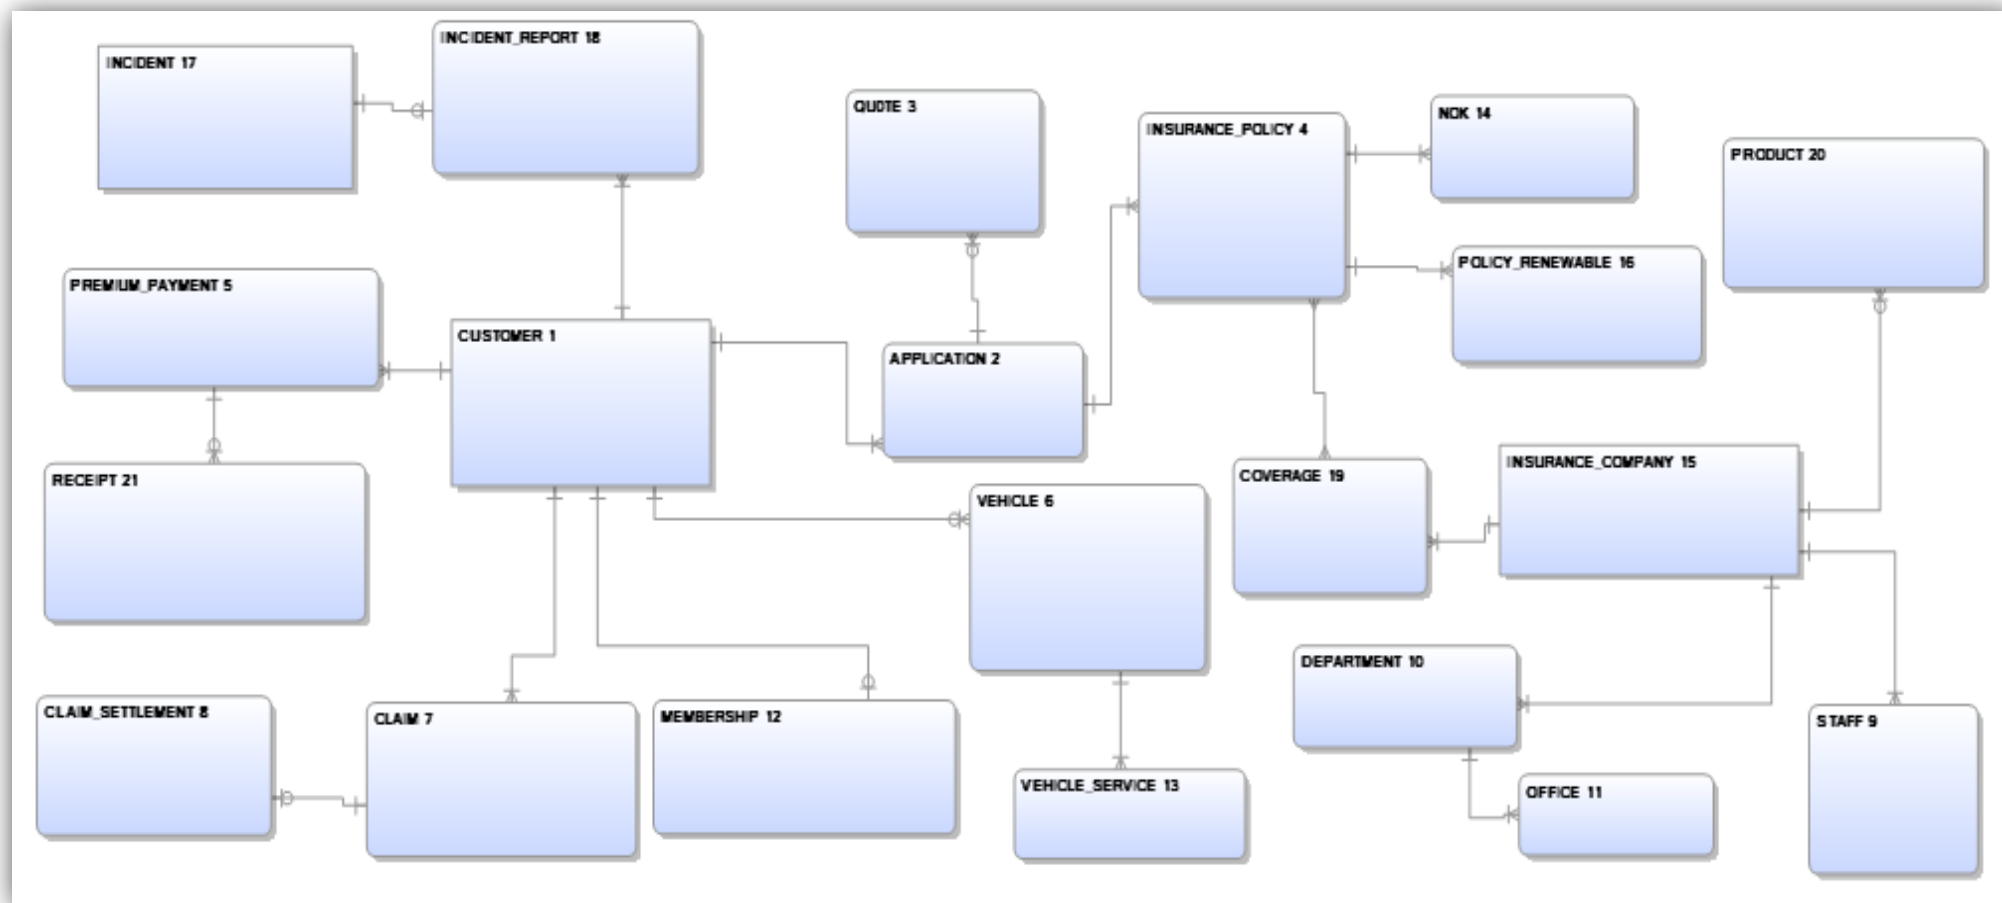 INCIDENT 17
INCIDENT_REPORT 18
QUOTE 3
INSURANCE_POLICY 4
NOK 14
PRODUCT 20
PREMIUM_PAYMENT 5
CUSTOMER 1
APPLICATION 2
POLICY_RENEWABLE 16
RECEIPT 21
VEHICLE 6
COVERAGE 19
INSURANCE_COMPANY 15
CLAIM_SETTLEMENT 8
CLAIM 7
MEMBERSHIP 12
VEHICLE_SERVICE 13
DEPARTMENT 10
OFFICE 11
STAFF 9